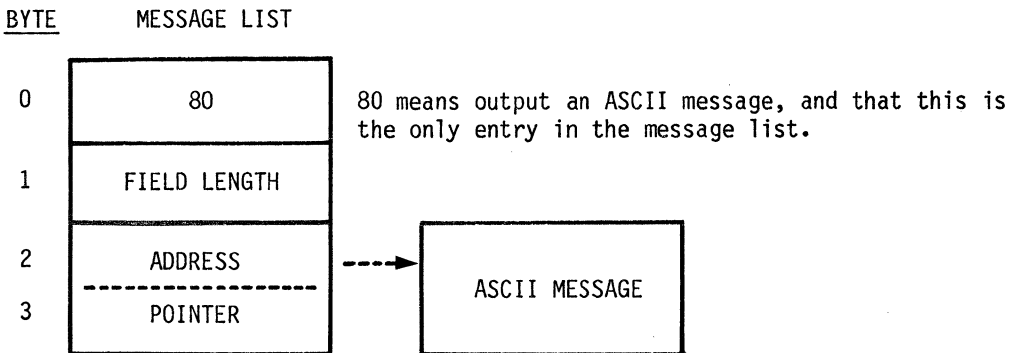 BYTE MESSAGE LIST
0 80 80 means output an ASCII message, and that this is
the only entry in the message list.
1 FIELD LENGTH
2 ADDRESS
3 POINTER
ASCII MESSAGE